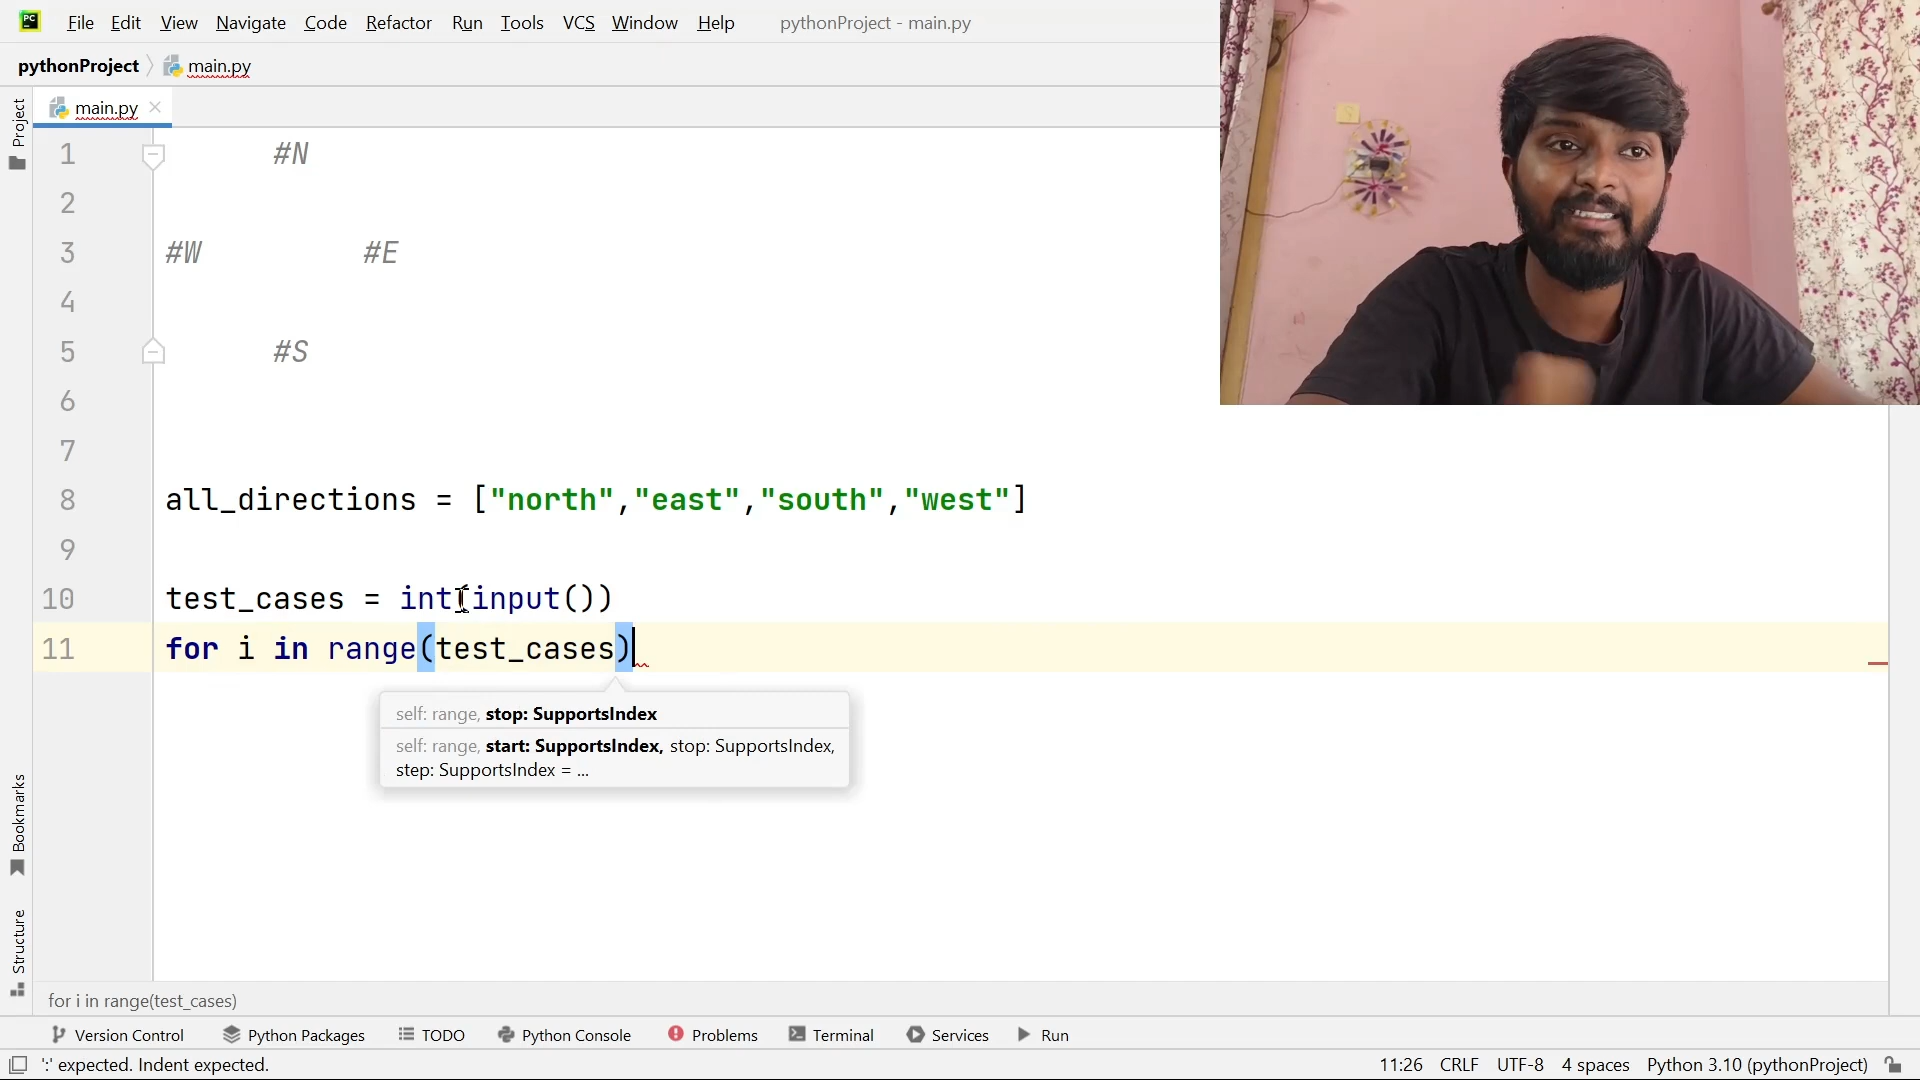 PC File Edit View Navigate Code Refactor Run Tools VCS Window Help pythonProject - main.py
pythonProject main.py
main.py
Project
1 #N
2
3 #W #E
4
5 #S
6
7
8 all_directions = ["north","east","south","west"]
9
10 test_cases = int(input())
11 for i in range(test_cases)
self: range, stop: SupportsIndex
self: range, start: SupportsIndex, stop: SupportsIndex,
step: SupportsIndex = ...
Bookmarks
Structure
for i in range(test_cases)
Version Control Python Packages TODO Python Console Problems Terminal Services Run
':' expected. Indent expected. 11:26 CRLF UTF-8 4 spaces Python 3.10 (pythonProject)